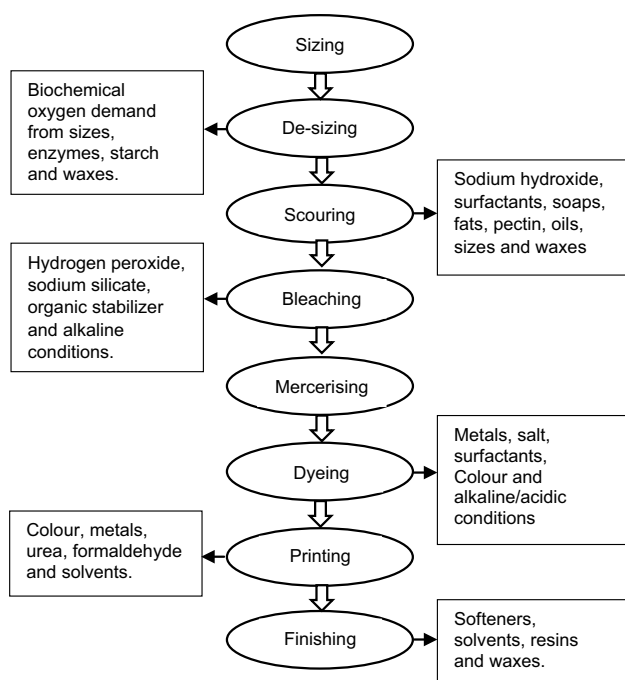 Sizing
Biochemical
oxygen demand
from sizes,
enzymes, starch
and waxes.
De-sizing
Scouring
Sodium hydroxide,
surfactants, soaps,
fats, pectin, oils,
sizes and waxes
Hydrogen peroxide,
sodium silicate,
organic stabilizer
and alkaline
conditions.
Bleaching
Mercerising
Dyeing
Metals, salt,
surfactants,
Colour and
alkaline/acidic
conditions
Colour, metals,
urea, formaldehyde
and solvents.
Printing
Finishing
Softeners,
solvents, resins
and waxes.